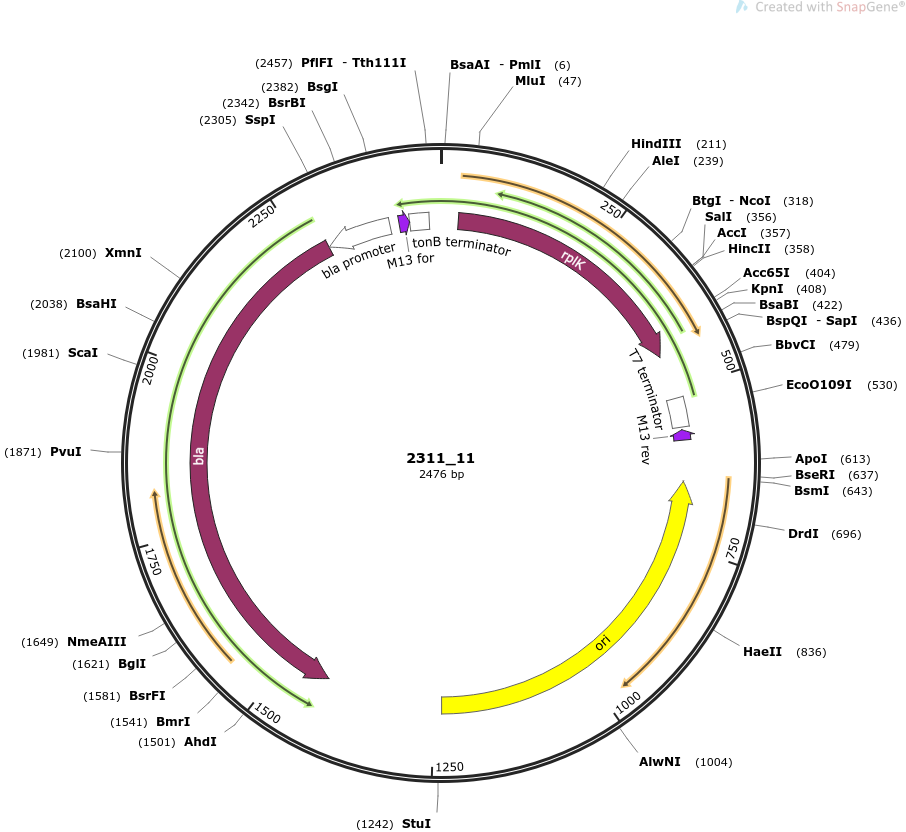 Created with SnapGene®
(2457) PflFI - Tth111I
BsaAI - PmlI (6)
MluI (47)
(2382) BsgI
(2342) BsrBI
(2305) SspI
HindIII (211)
AleI (239)
BtgI - NcoI (318)
SalI (356)
AccI (357)
HincII (358)
Acc65I (404)
KpnI (408)
BsaBI (422)
BspQI - SapI (436)
BbvCI (479)
EcoO109I (530)
ApoI (613)
BseRI (637)
BsmI (643)
DrdI (696)
HaeII (836)
AlwNI (1004)
(1242) StuI
(1501) AhdI
(1541) BmrI
(1581) BsrFI
(1621) BglI
(1649) NmeAIII
(1871) PvuI
(1981) ScaI
(2038) BsaHI
(2100) XmnI
250
500
750
1000
1250
1500
1750
2000
2250
bla promoter
M13 for
tonB terminator
rplK
T7 terminator
M13 rev
bla
ori
2311_11
2476 bp